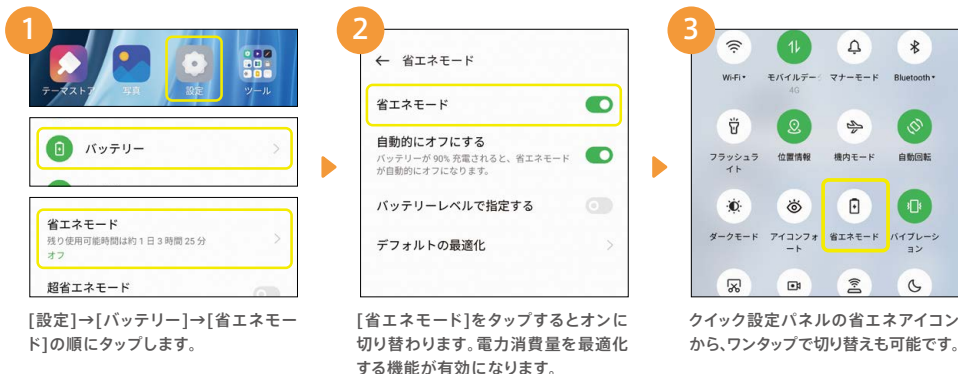 1
テーマストア
写真
設定
ツール
バッテリー
省エネモード
残り使用可能時間は約1日3時間25分
オフ
超省エネモード
[設定]→[バッテリー]→[省エネモー
ド]の順にタップします。
2
← 省エネモード
省エネモード
自動的にオフにする
バッテリーが90%充電されると、省エネモード
が自動的にオフになります。
バッテリーレベルで指定する
デフォルトの最適化
[省エネモード]をタップするとオンに
切り替わります。電力消費量を最適化
する機能が有効になります。
3
Wi-Fi
モバイルデー
4G
マナーモード
Bluetooth
フラッシュラ
イト
位置情報
機内モード
自動回転
ダークモード
アイコンフォ
ート
省エネモード
バイブレーシ
ョン
クイック設定パネルの省エネアイコン
から、ワンタップで切り替えも可能です。